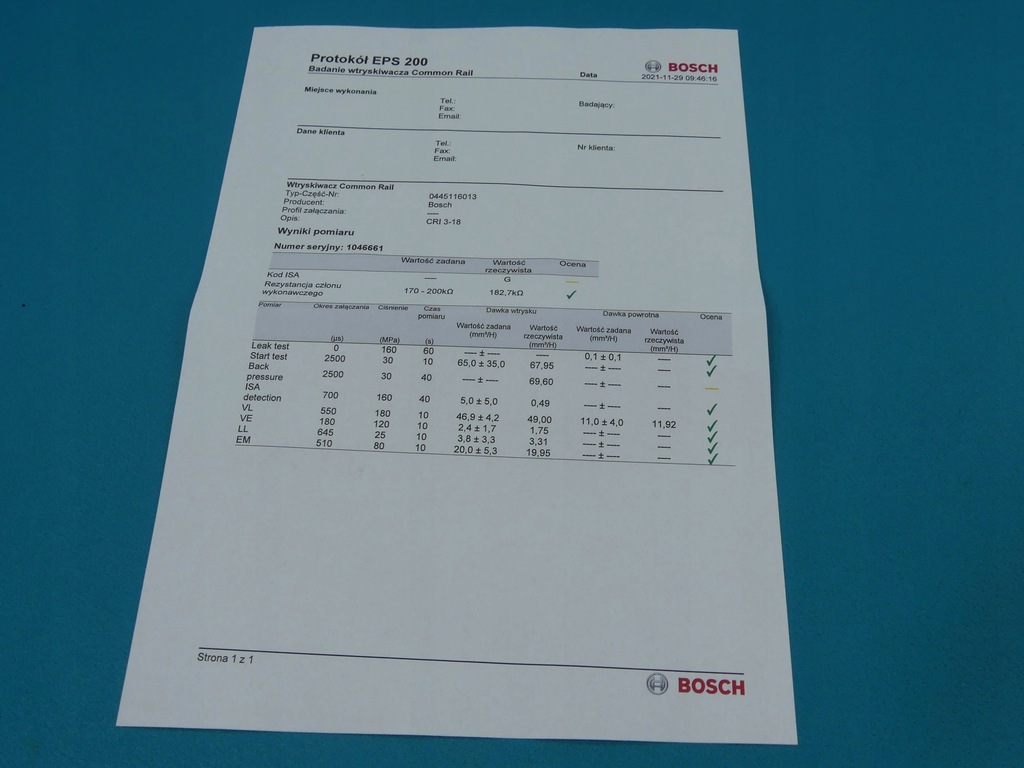 Protokół EPS 200
Badanie wtryskiwacza Common Rail
Data
BOSCH
2021-11-29 09:46:16
Miejsce wykonania
Tel.:
Fax:
Email:
Badający:
Dane klienta
Tel.:
Fax:
Email:
Nr klienta:
Wtryskiwacz Common Rail
Typ-Część-Nr: 0445116013
Producent: Bosch
Profil załączania: ----
Opis: CRI 3-18
Wyniki pomiaru
Numer seryjny: 1046661
Wartość zadana Wartość rzeczywista Ocena
Kod ISA ---- G —
Rezystancja członu wykonawczego 170 - 200kΩ 182,7kΩ ✓
Pomiar Okres załączania Ciśnienie Czas pomiaru Dawka wtrysku Dawka powrotna Ocena
Wartość zadana Wartość rzeczywista Wartość zadana Wartość rzeczywista
(µs) (MPa) (s) (mm³/H) (mm³/H) (mm³/H) (mm³/H)
Leak test 0 160 60 ---- ± ---- ---- 0,1 ± 0,1 ---- ✓
Start test 2500 30 10 65,0 ± 35,0 67,95 ---- ± ---- ---- ✓
Back pressure 2500 30 40 ---- ± ---- 69,60 ---- ± ---- ---- —
ISA detection 700 160 40 5,0 ± 5,0 0,49 ---- ± ---- ---- ✓
VL 550 180 10 46,9 ± 4,2 49,00 11,0 ± 4,0 11,92 ✓
VE 180 120 10 2,4 ± 1,7 1,75 ---- ± ---- ---- ✓
LL 645 25 10 3,8 ± 3,3 3,31 ---- ± ---- ---- ✓
EM 510 80 10 20,0 ± 5,3 19,95 ---- ± ---- ---- ✓
Strona 1 z 1
BOSCH